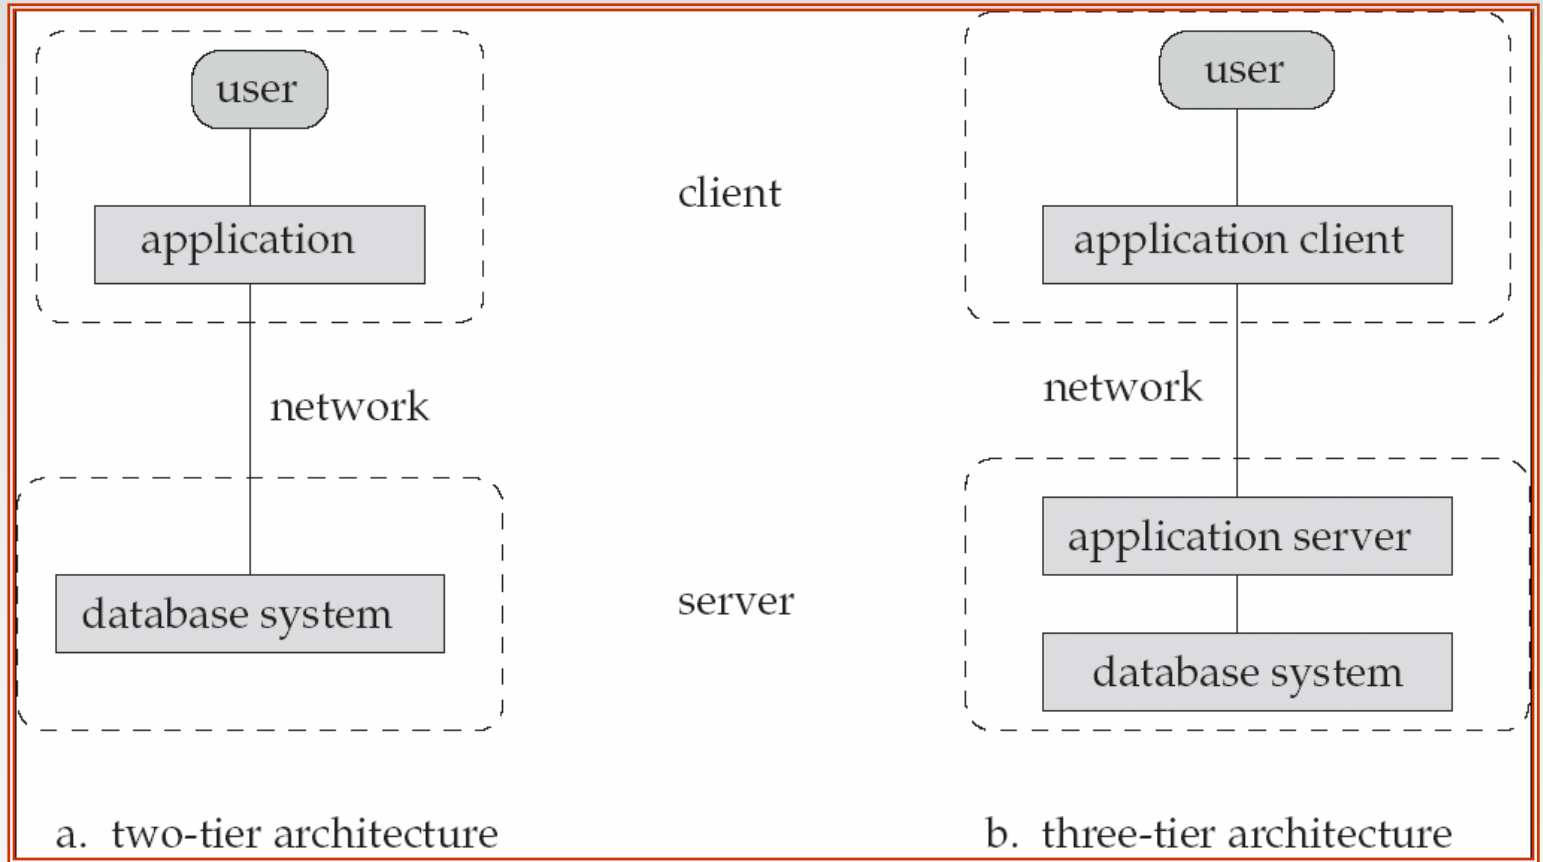 user
application
network
database system
a. two-tier architecture
client
server
user
application client
network
application server
database system
b. three-tier architecture